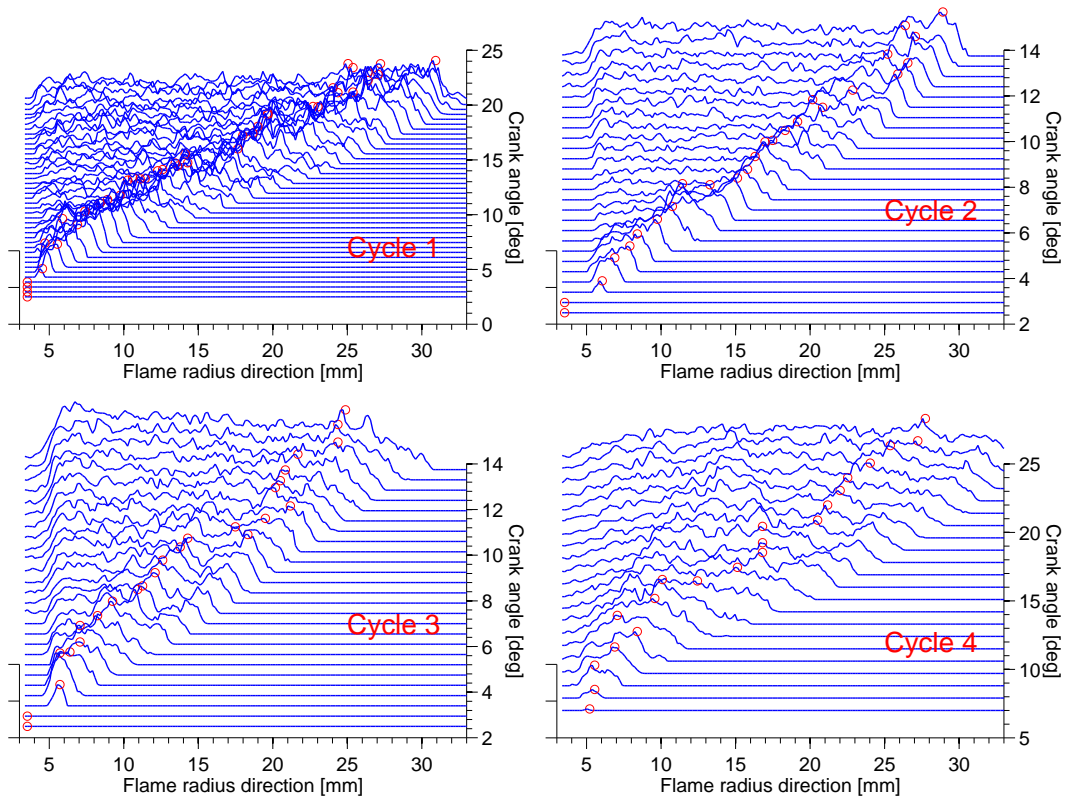 25
20
15
10
5
0
Crank angle [deg]
Cycle 1
5 10 15 20 25 30
Flame radius direction [mm]
14
12
10
8
6
4
2
Crank angle [deg]
Cycle 2
5 10 15 20 25 30
Flame radius direction [mm]
14
12
10
8
6
4
2
Crank angle [deg]
Cycle 3
5 10 15 20 25 30
Flame radius direction [mm]
25
20
15
10
5
Crank angle [deg]
Cycle 4
5 10 15 20 25 30
Flame radius direction [mm]